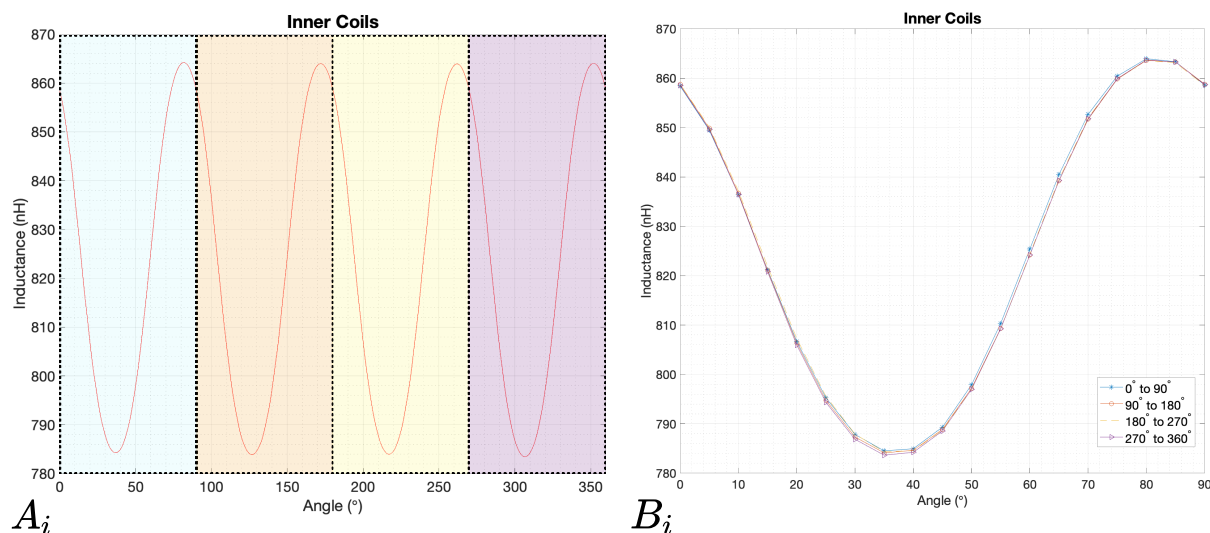 Inner Coils
870
860
850
840
830
820
810
800
790
780
Inductance (nH)
0 50 100 150 200 250 300 350
Angle (°)
A_i
Inner Coils
870
860
850
840
830
820
810
800
790
780
Inductance (nH)
0° to 90°
90° to 180°
180° to 270°
270° to 360°
0 10 20 30 40 50 60 70 80 90
Angle (°)
B_i